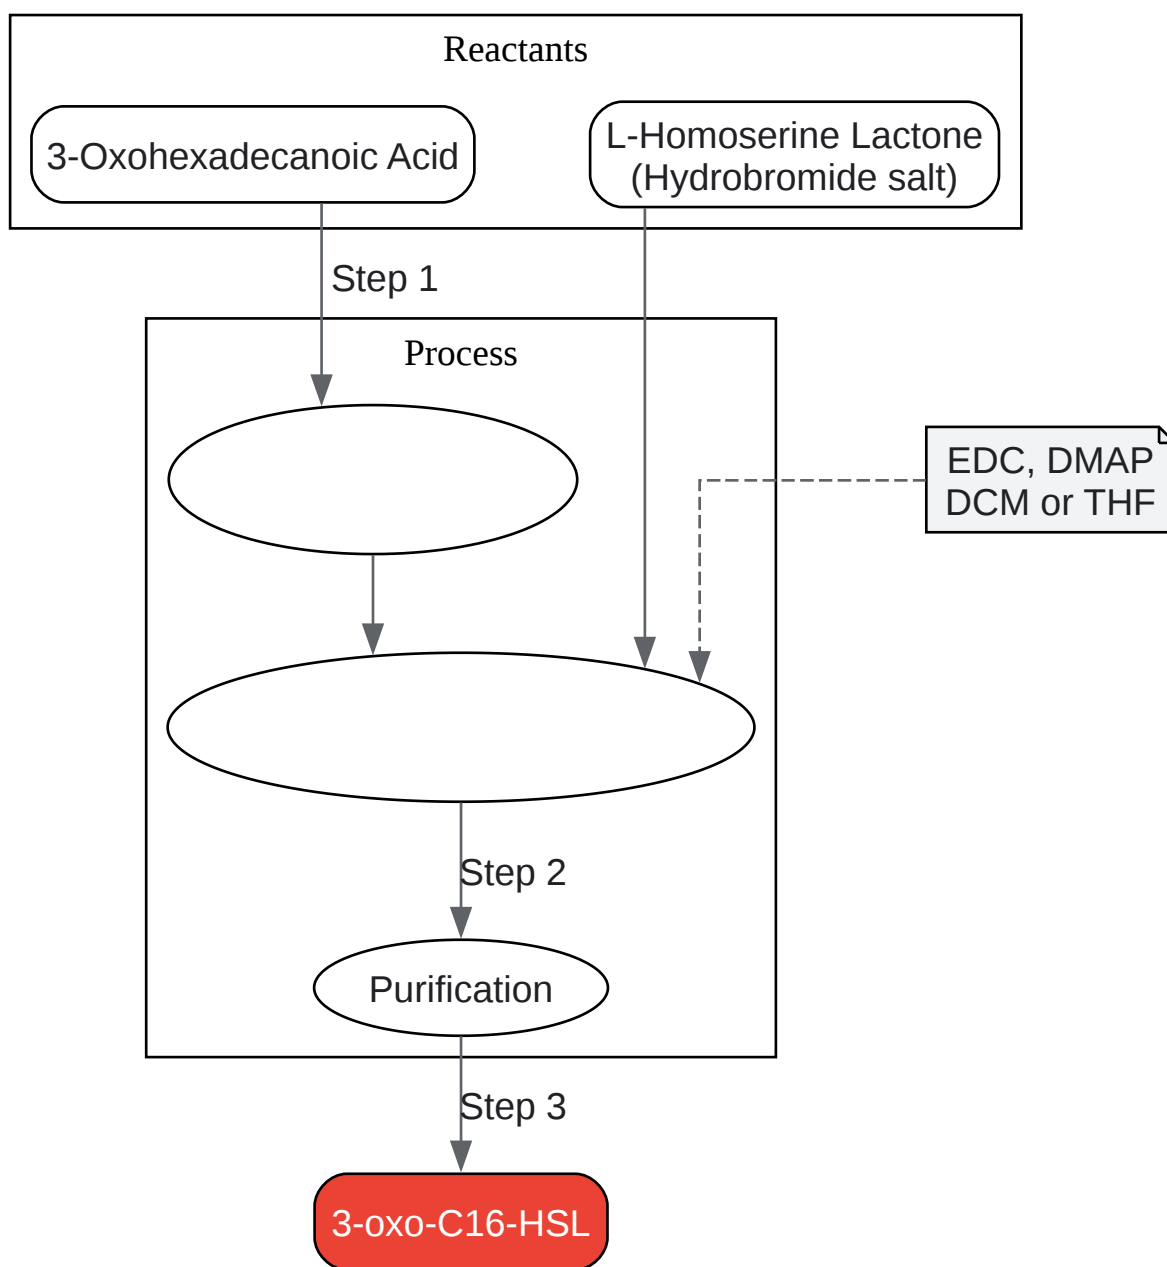 Reactants
3-Oxohexadecanoic Acid
L-Homoserine Lactone
(Hydrobromide salt)
Step 1
Process
EDC, DMAP
DCM or THF
Step 2
Purification
Step 3
3-oxo-C16-HSL